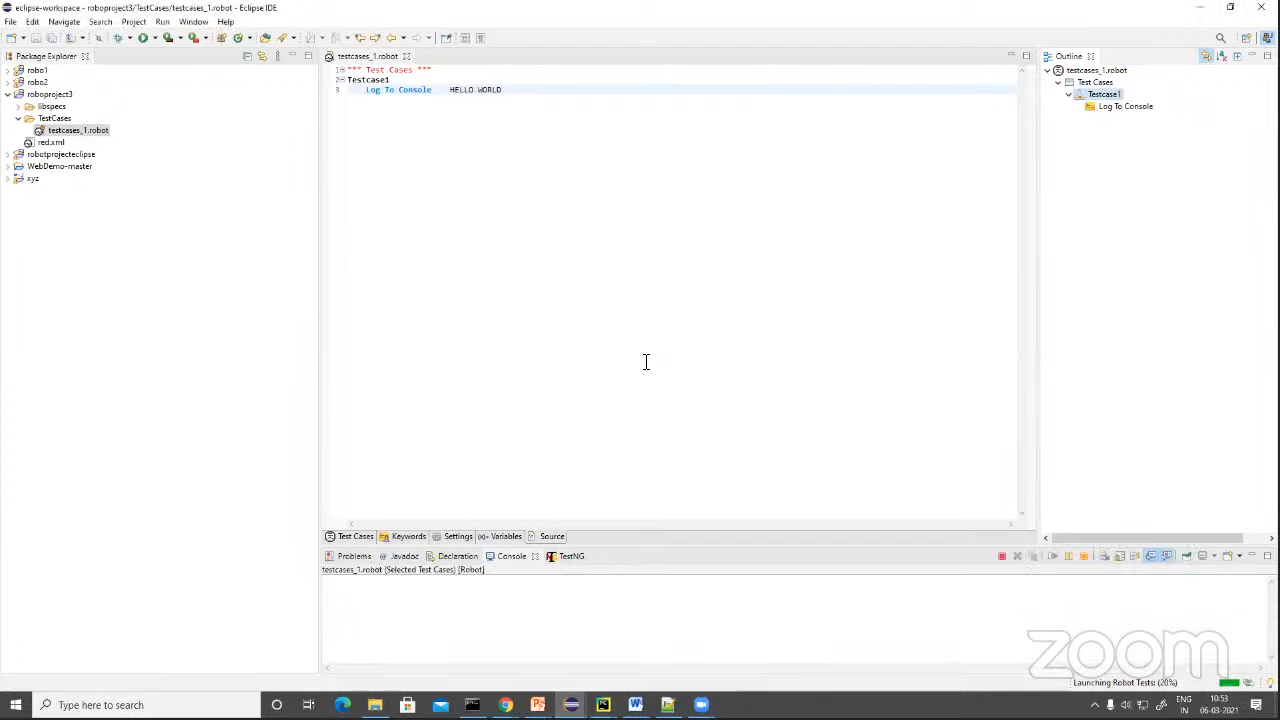 eclipse-workspace - roboproject3/TestCases/testcases_1.robot - Eclipse IDE
File Edit Navigate Search Project Run Window Help
Package Explorer
testcases_1.robot
Outline
robo1
robo2
roboproject3
libspecs
TestCases
testcases_1.robot
red.xml
robotprojecteclipse
WebDemo-master
xyz
1 *** Test Cases ***
2 Testcase1
3 Log To Console HELLO WORLD
testcases_1.robot
Test Cases
Testcase1
Log To Console
Test Cases Keywords Settings (x)= Variables Source
Problems Javadoc Declaration Console TestNG
testcases_1.robot (Selected Test Cases) [Robot]
zoom
Launching Robot Tests: (20%)
Type here to search
ENG
IN
10:53
06-03-2021